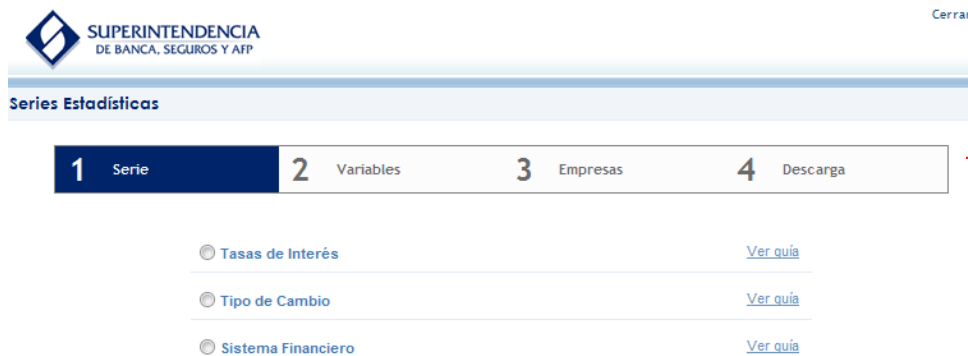 Cerrar
SUPERINTENDENCIA
DE BANCA, SEGUROS Y AFP
Series Estadísticas
1 Serie 2 Variables 3 Empresas 4 Descarga
Tasas de Interés Ver guía
Tipo de Cambio Ver guía
Sistema Financiero Ver guía